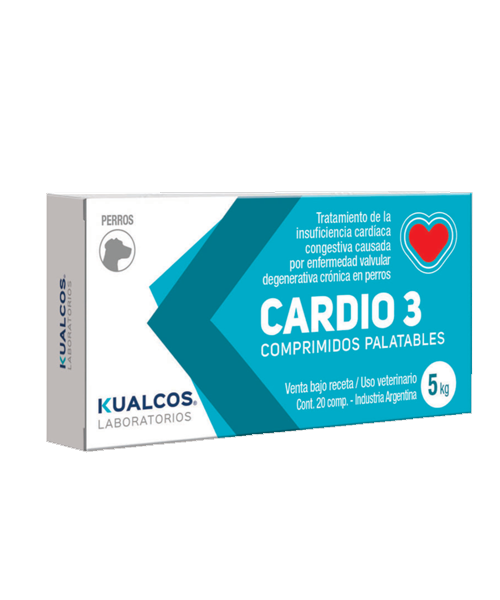 PERROS
KUALCOS®
LABORATORIOS
Tratamiento de la
insuficiencia cardíaca
congestiva causada
por enfermedad valvular
degenerativa crónica en perros
CARDIO 3
COMPRIMIDOS PALATABLES
Venta bajo receta / Uso veterinario
Cont. 20 comp. - Industria Argentina
5 kg
KUALCOS®
LABORATORIOS